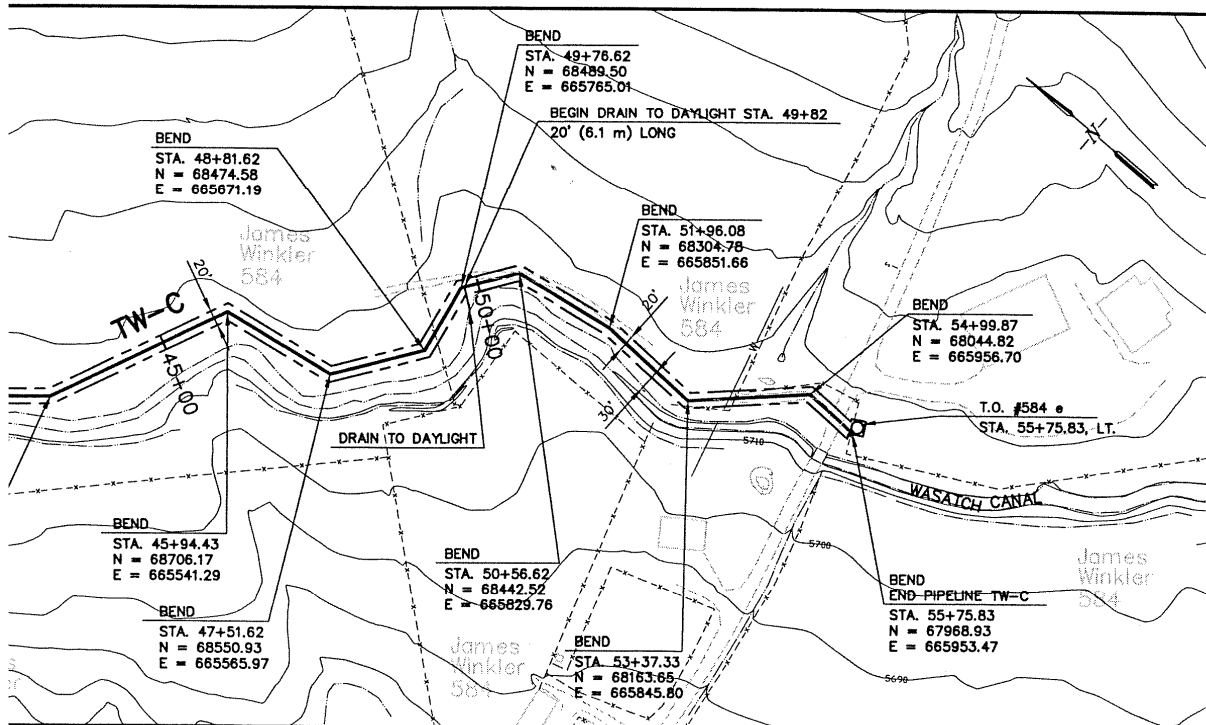 BEND
STA. 49+76.62
N = 68489.50
E = 665765.01
BEGIN DRAIN TO DAYLIGHT STA. 49+82
20' (6.1 m) LONG
BEND
STA. 48+81.62
N = 68474.58
E = 665671.19
-N-
BEND
STA. 51+96.08
N = 68304.78
E = 665851.66
James
Winkler
584
James
Winkler
584
20'
TW-C
45+00
50+00
20'
30'
BEND
STA. 54+99.87
N = 68044.82
E = 665956.70
T.O. #584 e
STA. 55+75.83, LT.
DRAIN TO DAYLIGHT
5710
WASATCH CANAL
BEND
STA. 45+94.43
N = 68706.17
E = 665541.29
BEND
STA. 50+56.62
N = 68442.52
E = 665829.76
5700
James
Winkler
584
BEND
END PIPELINE TW-C
STA. 55+75.83
N = 67968.93
E = 665953.47
BEND
STA. 47+51.62
N = 68550.93
E = 665565.97
James
Winkler
584
BEND
STA. 53+37.33
N = 68163.65
E = 665845.80
5690